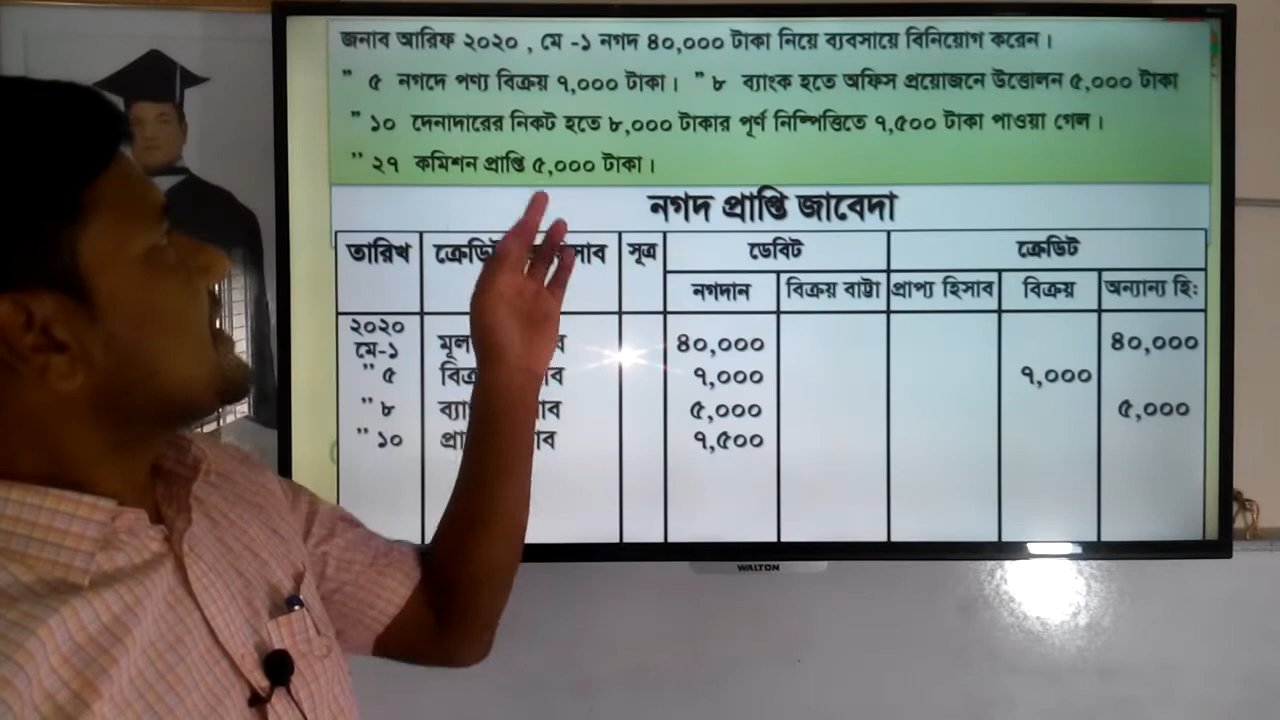 জনাব আরিফ ২০২০ , মে -১ নগদ ৪০,০০০ টাকা নিয়ে ব্যবসায়ে বিনিয়োগ করেন ।
" ৫ নগদে পণ্য বিক্রয় ৭,০০০ টাকা । " ৮ ব্যাংক হতে অফিস প্রয়োজনে উত্তোলন ৫,০০০ টাকা
" ১০ দেনাদারের নিকট হতে ৮,০০০ টাকার পূর্ণ নিষ্পত্তিতে ৭,৫০০ টাকা পাওয়া গেল ।
" ২৭ কমিশন প্রাপ্তি ৫,০০০ টাকা ।
নগদ প্রাপ্তি জাবেদা
তারিখ সূত্র ডেবিট ক্রেডিট
নগদান বিক্রয় বাট্টা প্রাপ্য হিসাব বিক্রয় অন্যান্য হিঃ
২০২০
মে-১ ৪০,০০০ ৪০,০০০
" ৫ ৭,০০০ ৭,০০০
" ৮ ৫,০০০ ৫,০০০
" ১০ ৭,৫০০
WALTON